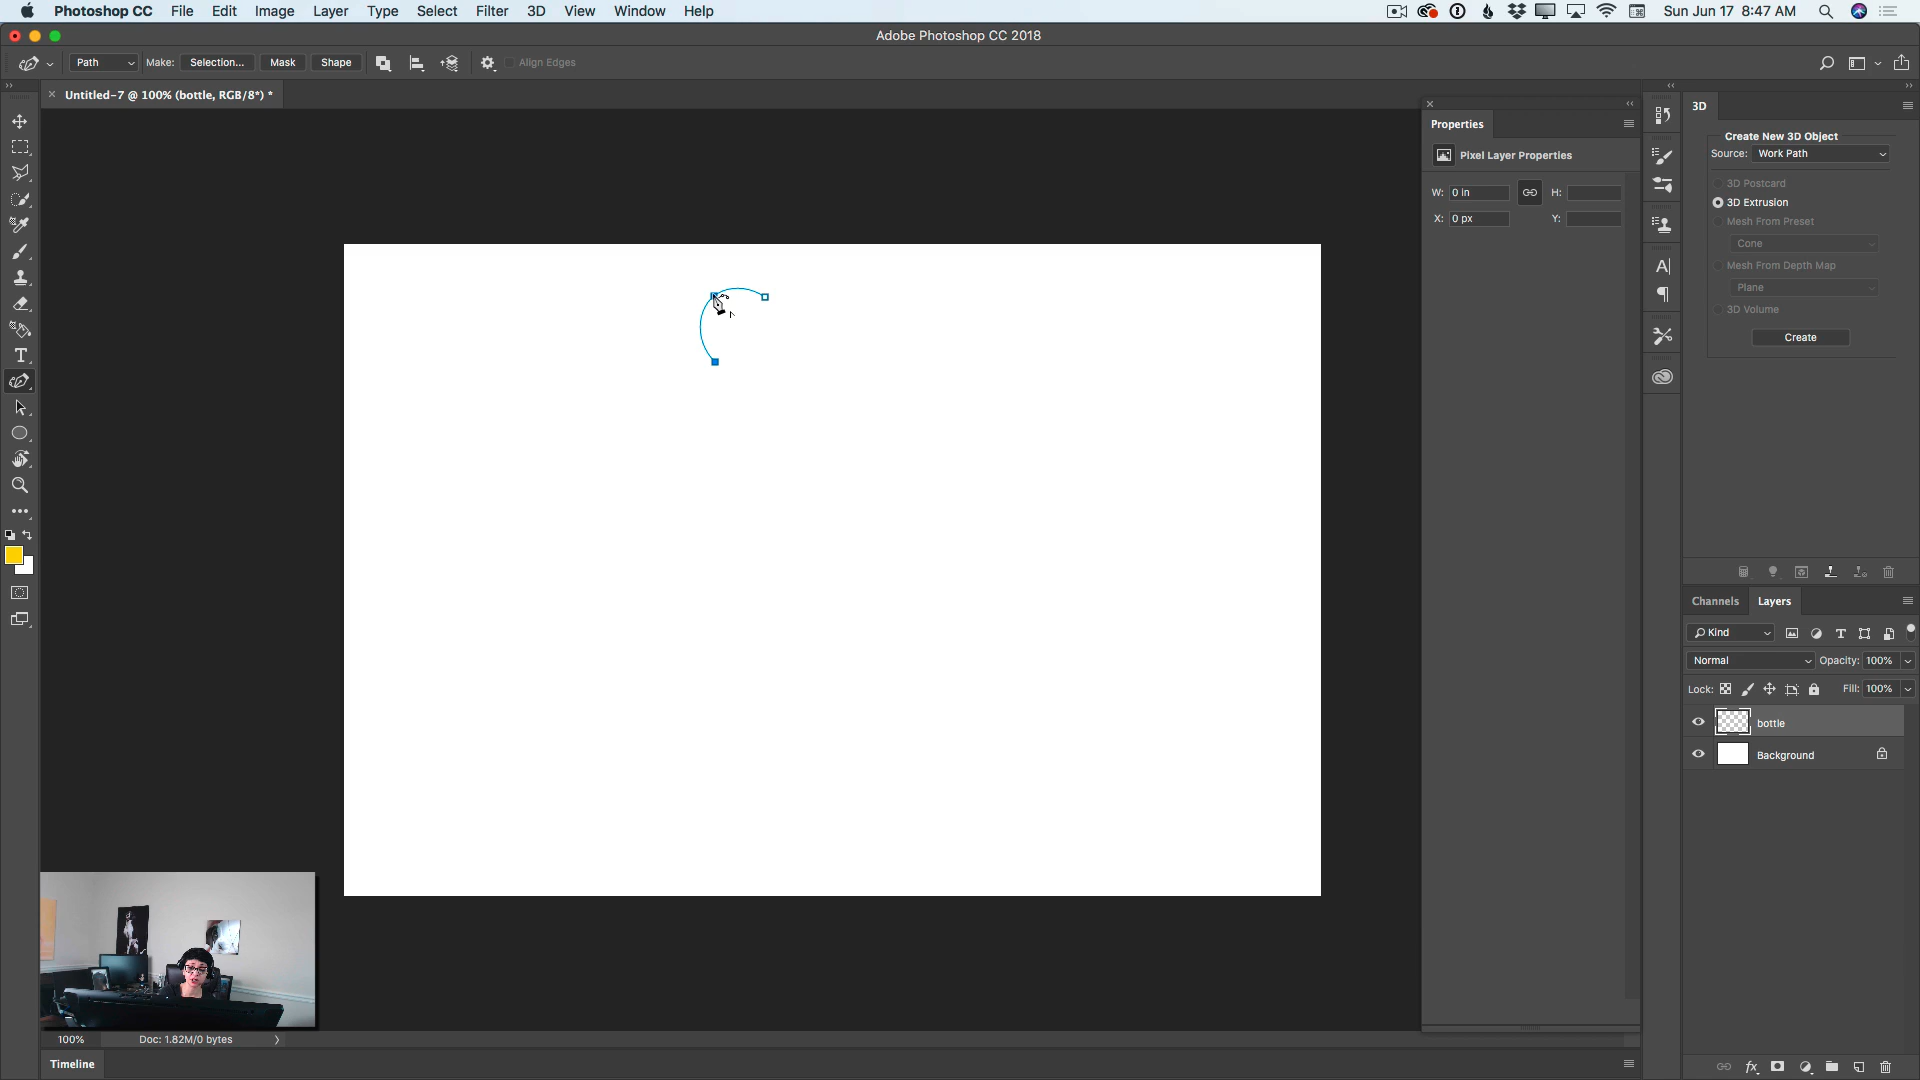 Photoshop CC File Edit Image Layer Type Select Filter 3D View Window Help
Sun Jun 17 8:47 AM
Adobe Photoshop CC 2018
Path Make: Selection... Mask Shape Align Edges
Untitled-7 @ 100% (bottle, RGB/8*) *
Properties
Pixel Layer Properties
W: 0 in H:
X: 0 px Y:
3D
Create New 3D Object
Source: Work Path
3D Postcard
3D Extrusion
Mesh From Preset
Cone
Mesh From Depth Map
Plane
3D Volume
Create
Channels Layers
Kind
Normal Opacity: 100%
Lock: Fill: 100%
bottle
Background
100% Doc: 1.82M/0 bytes
Timeline